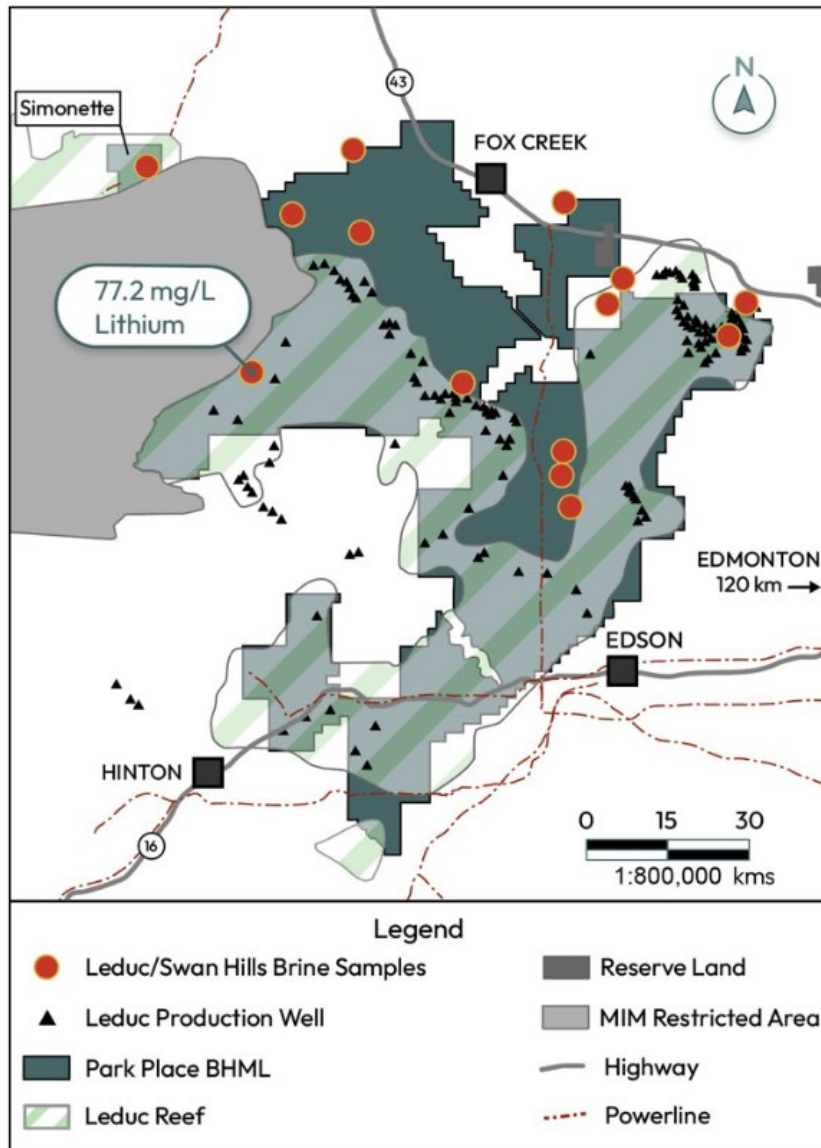 43
N
Simonette
FOX CREEK
77.2 mg/L
Lithium
EDMONTON
120 km
EDSON
HINTON
16
0 15 30
1:800,000 kms
Legend
Leduc/Swan Hills Brine Samples
Leduc Production Well
Park Place BHML
Leduc Reef
Reserve Land
MIM Restricted Area
Highway
Powerline